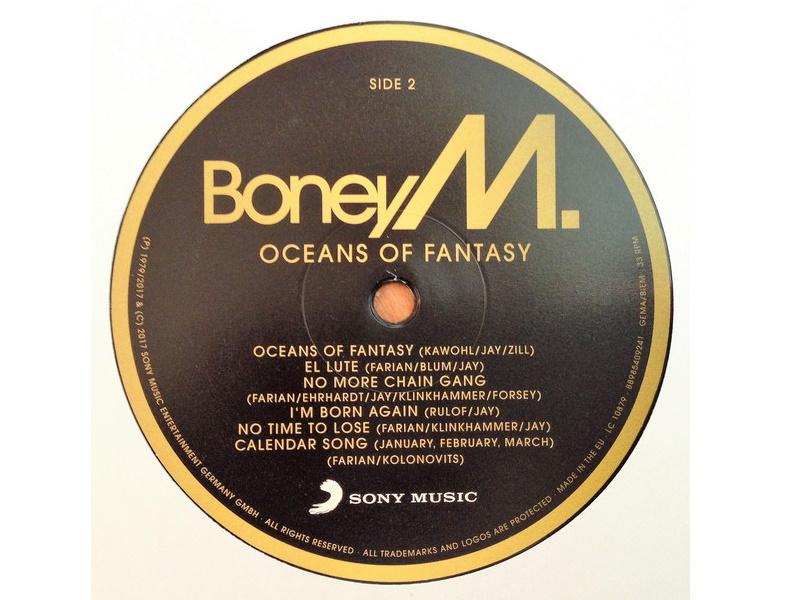 SIDE 2
Boney M.
OCEANS OF FANTASY
OCEANS OF FANTASY (KAWOHL/JAY/ZILL)
EL LUTE (FARIAN/BLUM/JAY)
NO MORE CHAIN GANG
(FARIAN/EHRHARDT/JAY/KLINKHAMMER/FORSEY)
I'M BORN AGAIN (RULOF/JAY)
NO TIME TO LOSE (FARIAN/KLINKHAMMER/JAY)
CALENDAR SONG (JANUARY, FEBRUARY, MARCH)
(FARIAN/KOLONOVITS)
SONY MUSIC
(P) 1979/2017 & (C) 2017 SONY MUSIC ENTERTAINMENT GERMANY GMBH · ALL RIGHTS RESERVED · ALL TRADEMARKS AND LOGOS ARE PROTECTED · MADE IN THE EU · LC 10879 · 88985409241 GEMA/BIEM 33 RPM